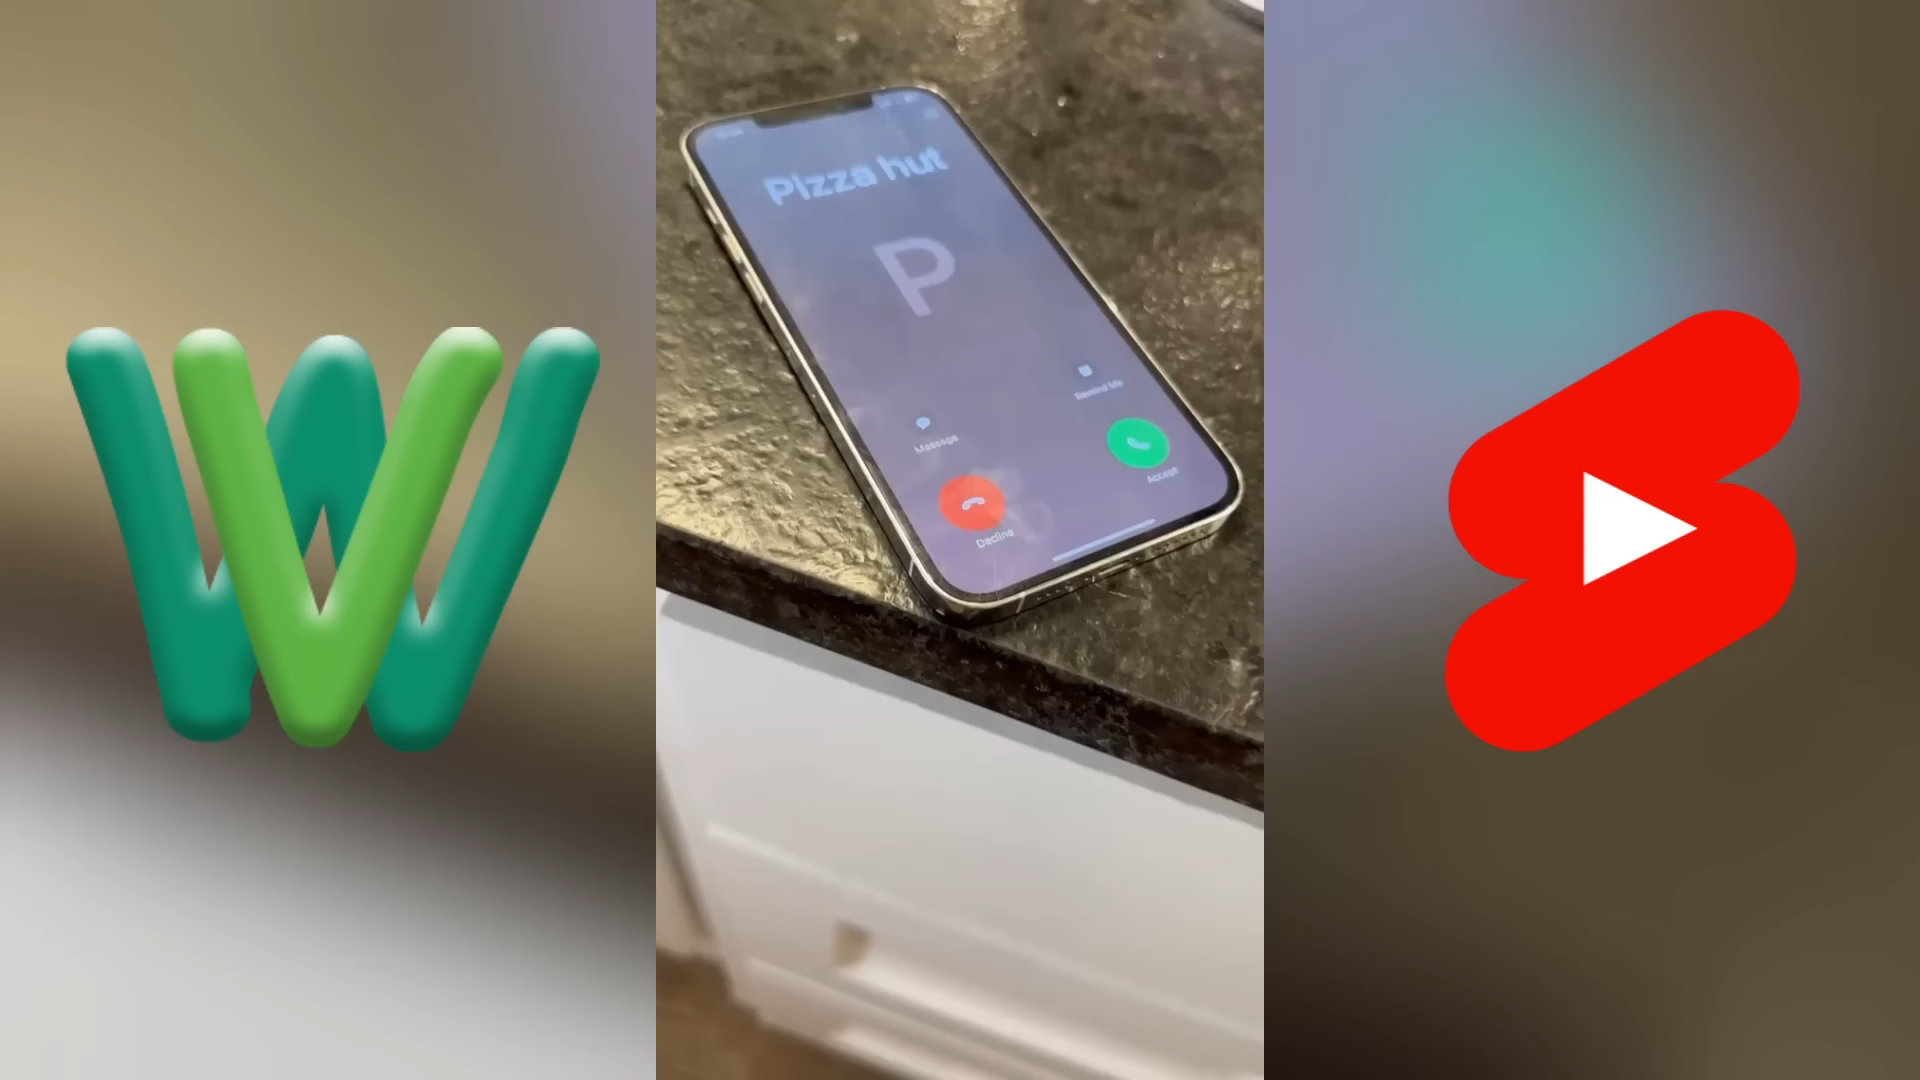 Pizza hut
P
Remind Me
Message
Accept
Decline